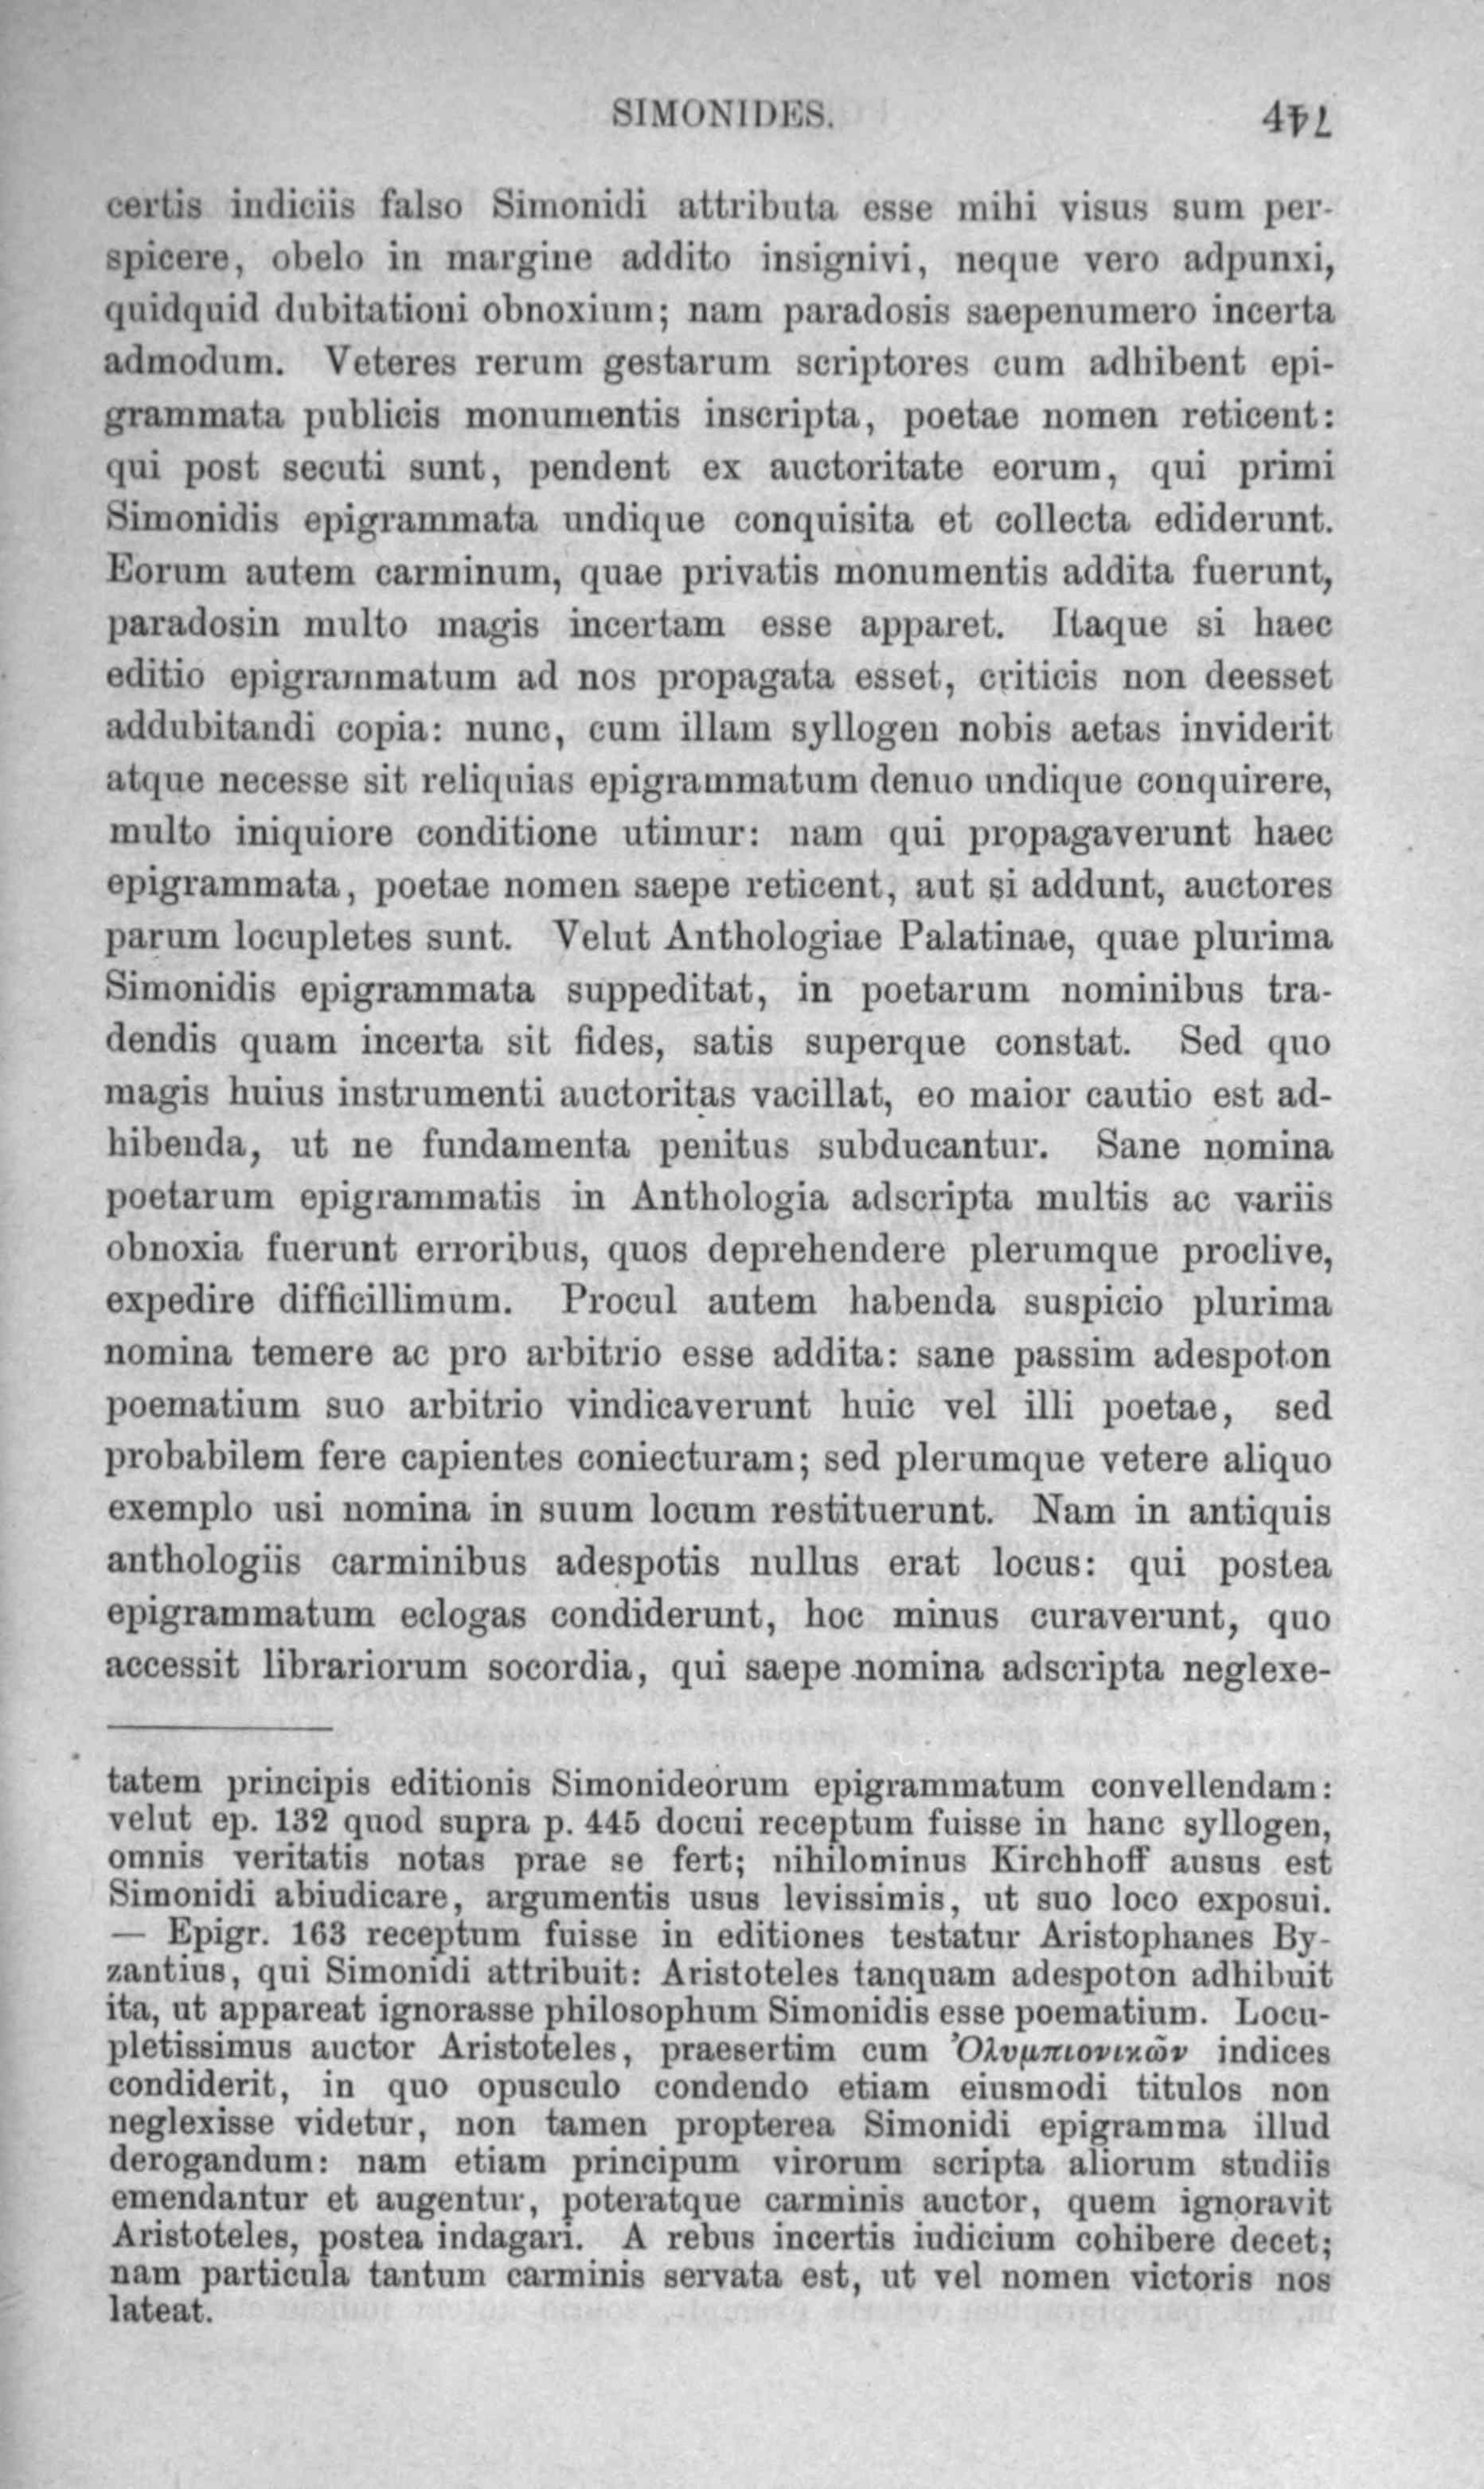 SIMONIDES.
certis indiciis falso Simonidi attributa esse mihi visus sum per-
spicere, obelo in margine addito insignivi, neque vero adpunxi,
quidquid dubitationi obnoxium; nam paradosis saepenumero incerta
admodum. Veteres rerum gestarum scriptores cum adhibent epi-
grammata publicis monumentis inscripta, poetae nomen reticent:
qui post secuti sunt, pendent ex auctoritate eorum, qui primi
Simonidis epigrammata undique conquisita et collecta ediderunt.
Eorum autem carminum, quae privatis monumentis addita fuerunt,
paradosin multo magis incertam esse apparet. Itaque si haec
editio epigrammatum ad nos propagata esset, criticis non deesset
addubitandi copia: nunc, cum illam syllogen nobis aetas inviderit
atque necesse sit reliquias epigrammatum denuo undique conquirere,
multo iniquiore conditione utimur: nam qui propagaverunt haec
epigrammata, poetae nomen saepe reticent, aut si addunt, auctores
parum locupletes sunt. Velut Anthologiae Palatinae, quae plurima
Simonidis epigrammata suppeditat, in poetarum nominibus tra-
dendis quam incerta sit fides, satis superque constat. Sed quo
magis huius instrumenti auctoritas vacillat, eo maior cautio est ad-
hibenda, ut ne fundamenta penitus subducantur. Sane nomina
poetarum epigrammatis in Anthologia adscripta multis ac variis
obnoxia fuerunt erroribus, quos deprehendere plerumque proclive,
expedire difficillimum. Procul autem habenda suspicio plurima
nomina temere ac pro arbitrio esse addita: sane passim adespoton
poematium suo arbitrio vindicaverunt huic vel illi poetae, sed
probabilem fere capientes coniecturam; sed plerumque vetere aliquo
exemplo usi nomina in suum locum restituerunt. Nam in antiquis
anthologiis carminibus adespotis nullus erat locus: qui postea
epigrammatum eclogas condiderunt, hoc minus curaverunt, quo
accessit librariorum socordia, qui saepe nomina adscripta neglexe-
tatem principis editionis Simonideorum epigrammatum convellendam:
velut ep. 132 quod supra p. 445 docui receptum fuisse in hanc syllogen,
omnis veritatis notas prae se fert; nihilominus Kirchhoff ausus est
Simonidi abiudicare, argumentis usus levissimis, ut suo loco exposui.
— Epigr. 163 receptum fuisse in editiones testatur Aristophanes By-
zantius, qui Simonidi attribuit: Aristoteles tanquam adespoton adhibuit
ita, ut appareat ignorasse philosophum Simonidis esse poematium. Locu-
pletissimus auctor Aristoteles, praesertim cum Ὀλυμπιονικῶν indices
condiderit, in quo opusculo condendo etiam eiusmodi titulos non
neglexisse videtur, non tamen propterea Simonidi epigramma illud
derogandum: nam etiam principum virorum scripta aliorum studiis
emendantur et augentur, poteratque carminis auctor, quem ignoravit
Aristoteles, postea indagari. A rebus incertis iudicium cohibere decet;
nam particula tantum carminis servata est, ut vel nomen victoris nos
lateat.